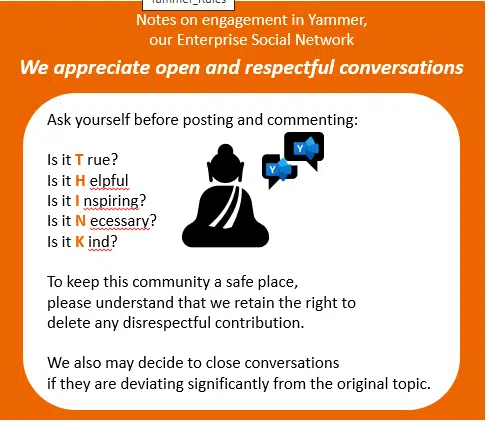 Yammer_Rules
Notes on engagement in Yammer,
our Enterprise Social Network
We appreciate open and respectful conversations
Ask yourself before posting and commenting:
Is it T rue?
Is it H elpful
Is it I nspiring?
Is it N ecessary?
Is it K ind?
Y
Y
To keep this community a safe place,
please understand that we retain the right to
delete any disrespectful contribution.
We also may decide to close conversations
if they are deviating significantly from the original topic.